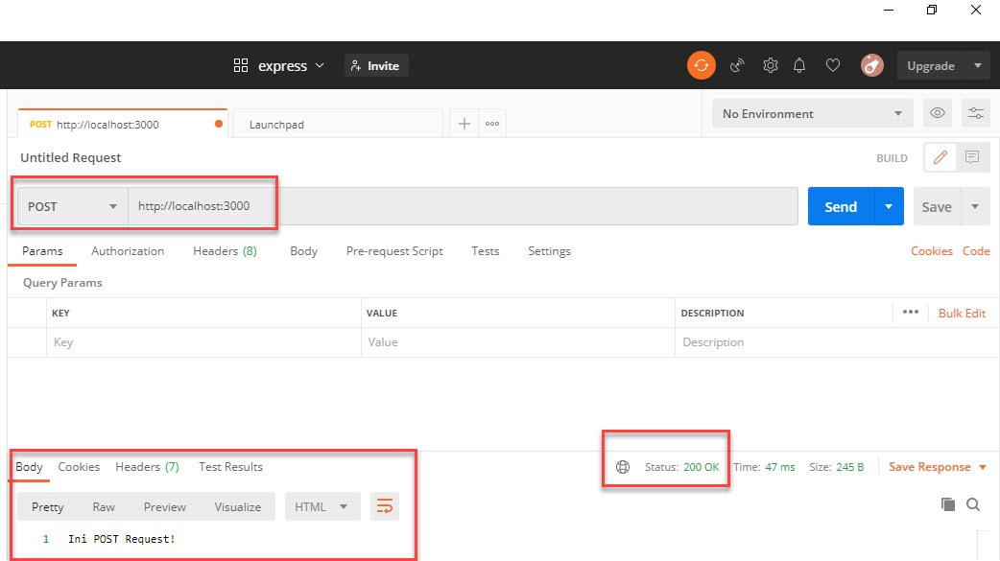 express
Invite
Upgrade
POST http://localhost:3000
Launchpad
No Environment
Untitled Request
BUILD
POST
http://localhost:3000
Send
Save
Params Authorization Headers (8) Body Pre-request Script Tests Settings
Cookies Code
Query Params
KEY VALUE DESCRIPTION
Bulk Edit
Key Value Description
Body Cookies Headers (7) Test Results
Status: 200 OK Time: 47 ms Size: 245 B
Save Response
Pretty Raw Preview Visualize HTML
1 Ini POST Request!